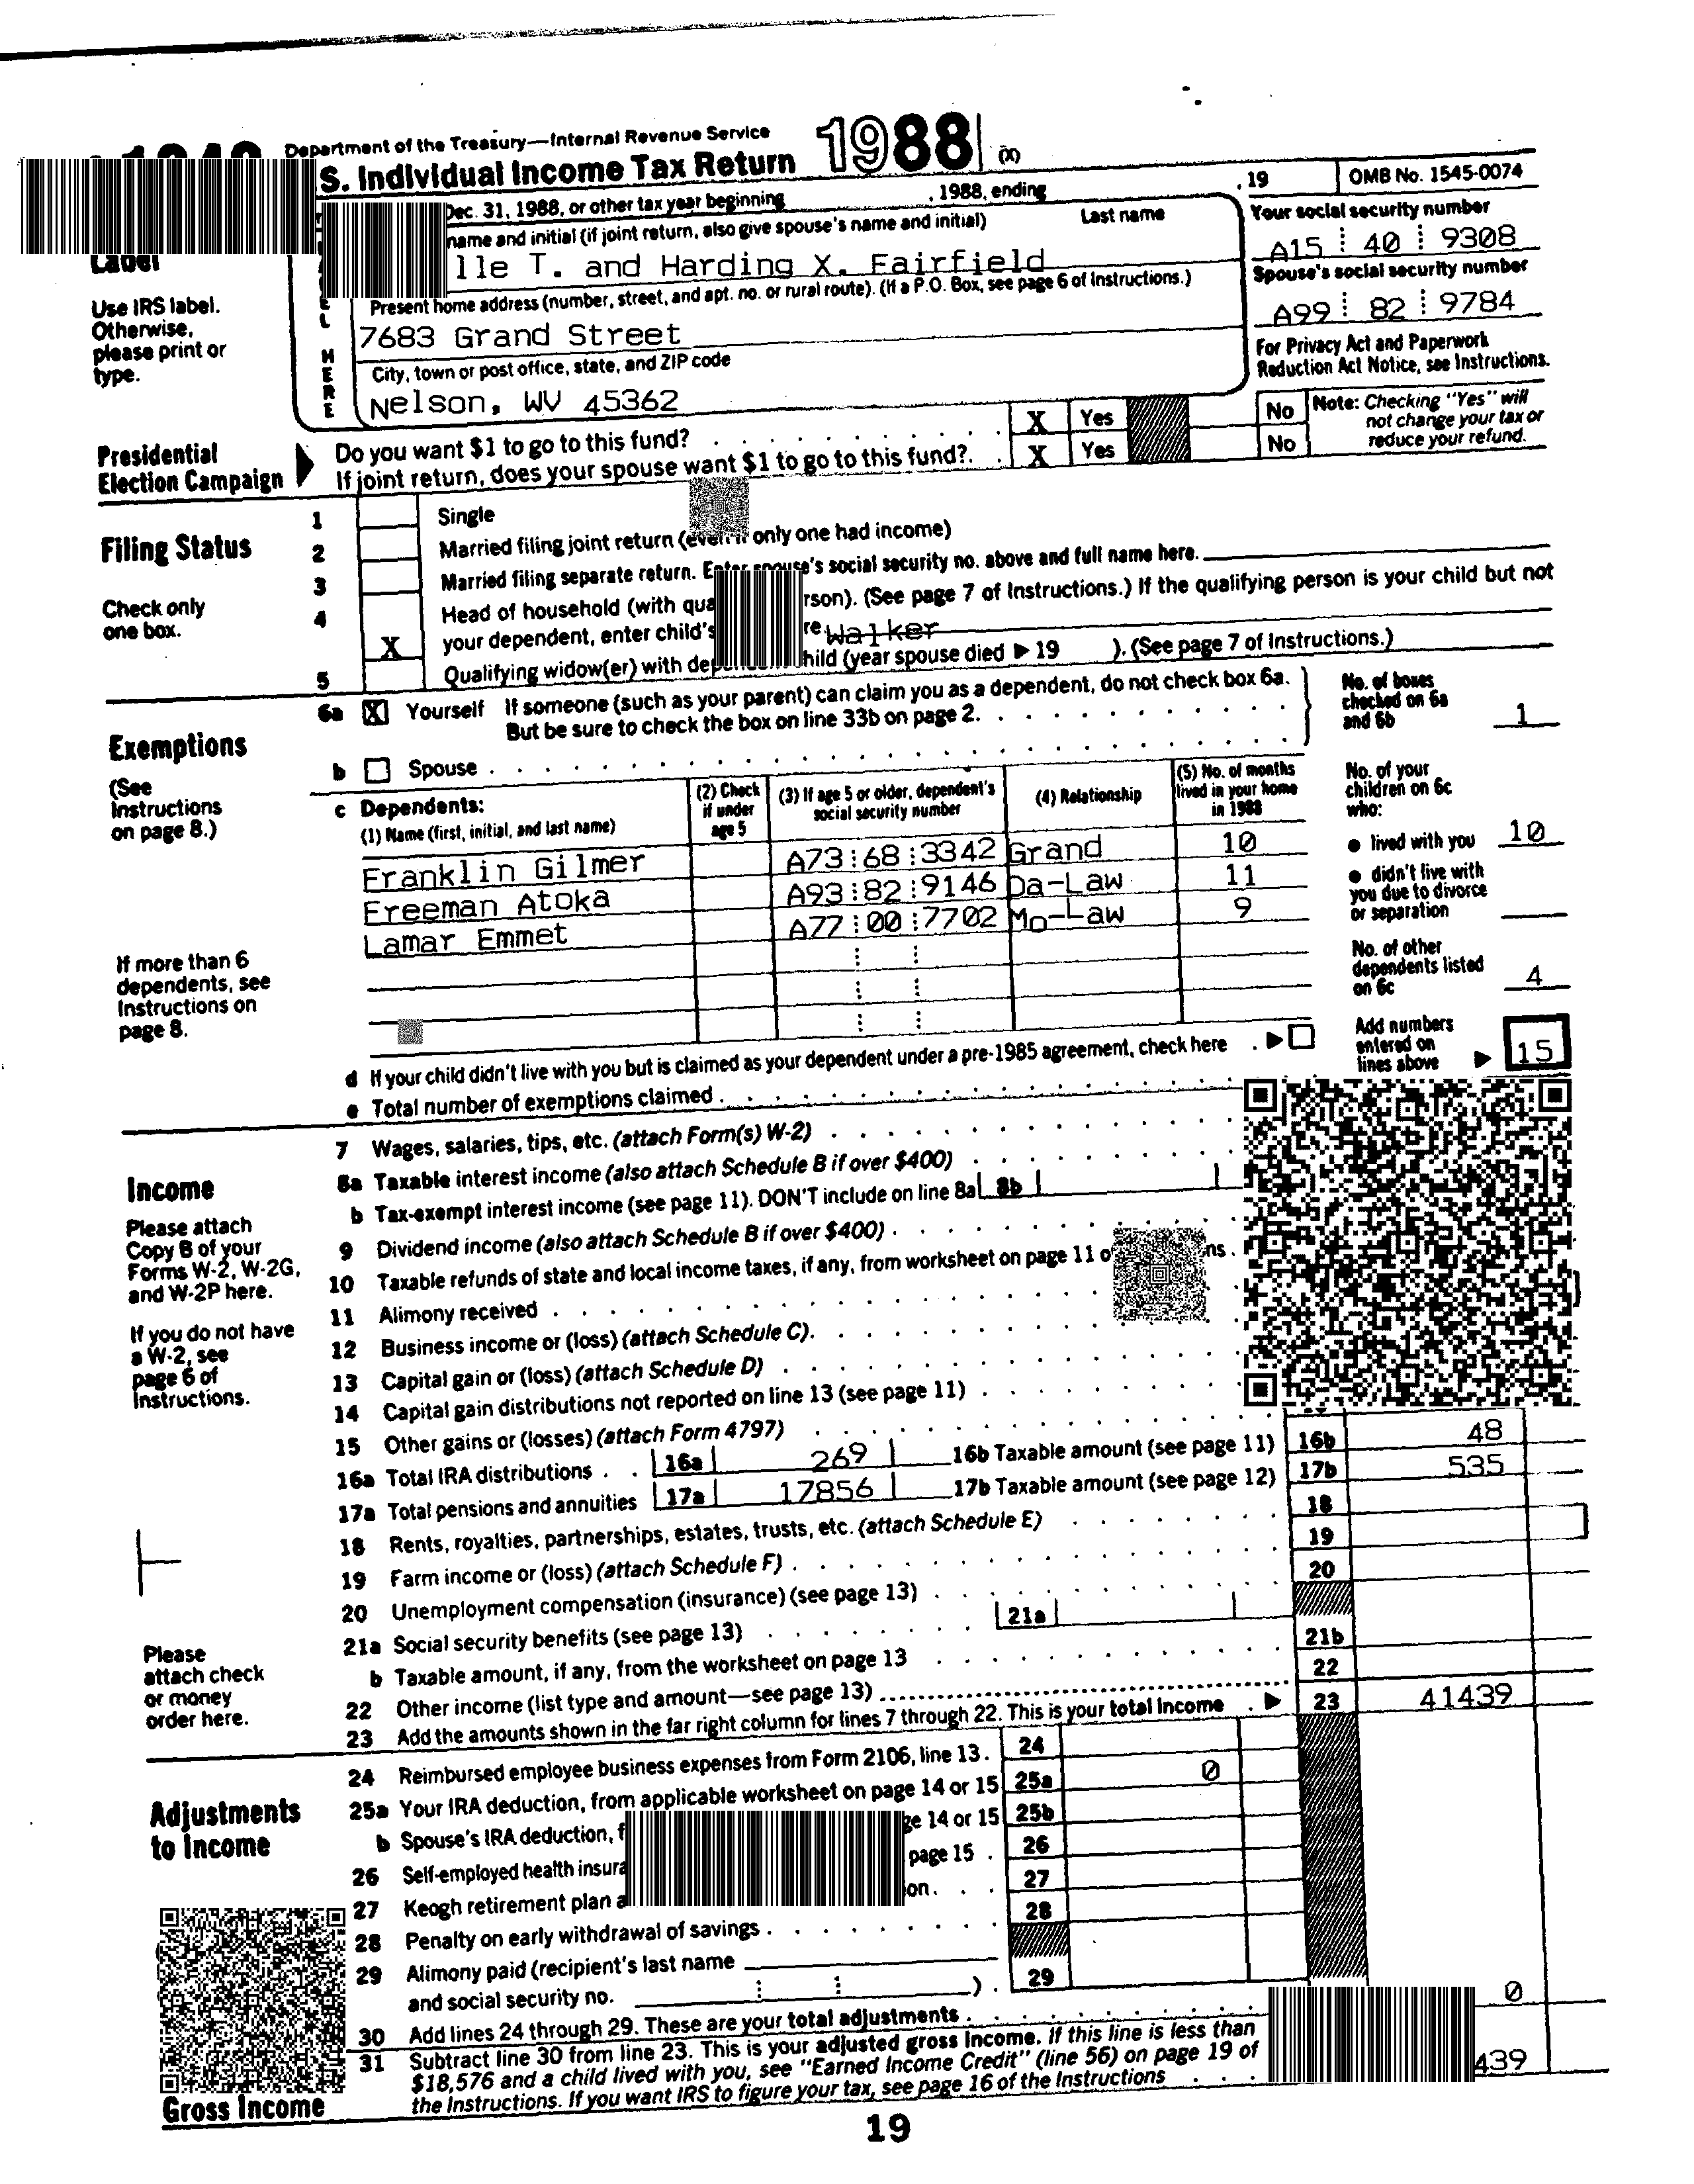 Department of the Treasury—Internal Revenue Service
S. Individual Income Tax Return 1988 (X)
Dec. 31, 1988, or other tax year beginning , 1988, ending , 19 OMB No. 1545-0074
Label
Use IRS label. Otherwise, please print or type.
HERE
name and initial (if joint return, also give spouse's name and initial) Last name
lle T. and Harding X. Fairfield
Your social security number
A15 40 9308
Present home address (number, street, and apt. no. or rural route). (If a P.O. Box, see page 6 of Instructions.)
7683 Grand Street
Spouse's social security number
A99 82 9784
City, town or post office, state, and ZIP code
Nelson, WV 45362
For Privacy Act and Paperwork Reduction Act Notice, see Instructions.
Presidential Election Campaign
Do you want $1 to go to this fund? X Yes No
If joint return, does your spouse want $1 to go to this fund? X Yes No
Note: Checking "Yes" will not change your tax or reduce your refund.
Filing Status
Check only one box.
1 Single
2 Married filing joint return (even if only one had income)
3 Married filing separate return. Enter spouse's social security no. above and full name here.
4 Head of household (with qua rson). (See page 7 of Instructions.) If the qualifying person is your child but not
X your dependent, enter child's re. Walker
5 Qualifying widow(er) with dep hild (year spouse died ▶ 19 ). (See page 7 of Instructions.)
Exemptions
(See Instructions on page 8.)
6a X Yourself If someone (such as your parent) can claim you as a dependent, do not check box 6a.
But be sure to check the box on line 33b on page 2.
b Spouse
No. of boxes checked on 6a and 6b 1
c Dependents:
(1) Name (first, initial, and last name)
(2) Check if under age 5
(3) If age 5 or older, dependent's social security number
(4) Relationship
(5) No. of months lived in your home in 1988
Franklin Gilmer A73 68 3342 Grand 10
Freeman Atoka A93 82 9146 Da-Law 11
Lamar Emmet A77 00 7702 Mo-Law 9
No. of your children on 6c who:
● lived with you 10
● didn't live with you due to divorce or separation
No. of other dependents listed on 6c 4
If more than 6 dependents, see Instructions on page 8.
Add numbers entered on lines above ▶ 15
d If your child didn't live with you but is claimed as your dependent under a pre-1985 agreement, check here ▶
e Total number of exemptions claimed
Income
Please attach Copy B of your Forms W-2, W-2G, and W-2P here.
If you do not have a W-2, see page 6 of Instructions.
7 Wages, salaries, tips, etc. (attach Form(s) W-2)
8a Taxable interest income (also attach Schedule B if over $400)
b Tax-exempt interest income (see page 11). DON'T include on line 8a 8b
9 Dividend income (also attach Schedule B if over $400)
10 Taxable refunds of state and local income taxes, if any, from worksheet on page 11 o ns
11 Alimony received
12 Business income or (loss) (attach Schedule C).
13 Capital gain or (loss) (attach Schedule D)
14 Capital gain distributions not reported on line 13 (see page 11)
15 Other gains or (losses) (attach Form 4797)
16a Total IRA distributions 16a 269 16b Taxable amount (see page 11) 16b 48
17a Total pensions and annuities 17a 17856 17b Taxable amount (see page 12) 17b 535
18 Rents, royalties, partnerships, estates, trusts, etc. (attach Schedule E) 18
19 Farm income or (loss) (attach Schedule F) 19
20 Unemployment compensation (insurance) (see page 13) 20
21a Social security benefits (see page 13) 21a
b Taxable amount, if any, from the worksheet on page 13 21b
22 Other income (list type and amount—see page 13) 22
23 Add the amounts shown in the far right column for lines 7 through 22. This is your total income ▶ 23 41439
Please attach check or money order here.
Adjustments to Income
24 Reimbursed employee business expenses from Form 2106, line 13. 24
25a Your IRA deduction, from applicable worksheet on page 14 or 15 25a 0
b Spouse's IRA deduction, f ge 14 or 15 25b
26 Self-employed health insura page 15 26
27 Keogh retirement plan a on 27
28 Penalty on early withdrawal of savings 28
29 Alimony paid (recipient's last name
and social security no. ) 29
30 Add lines 24 through 29. These are your total adjustments 0
Gross Income
31 Subtract line 30 from line 23. This is your adjusted gross income. If this line is less than
$18,576 and a child lived with you, see "Earned Income Credit" (line 56) on page 19 of
the Instructions. If you want IRS to figure your tax, see page 16 of the Instructions 439
19